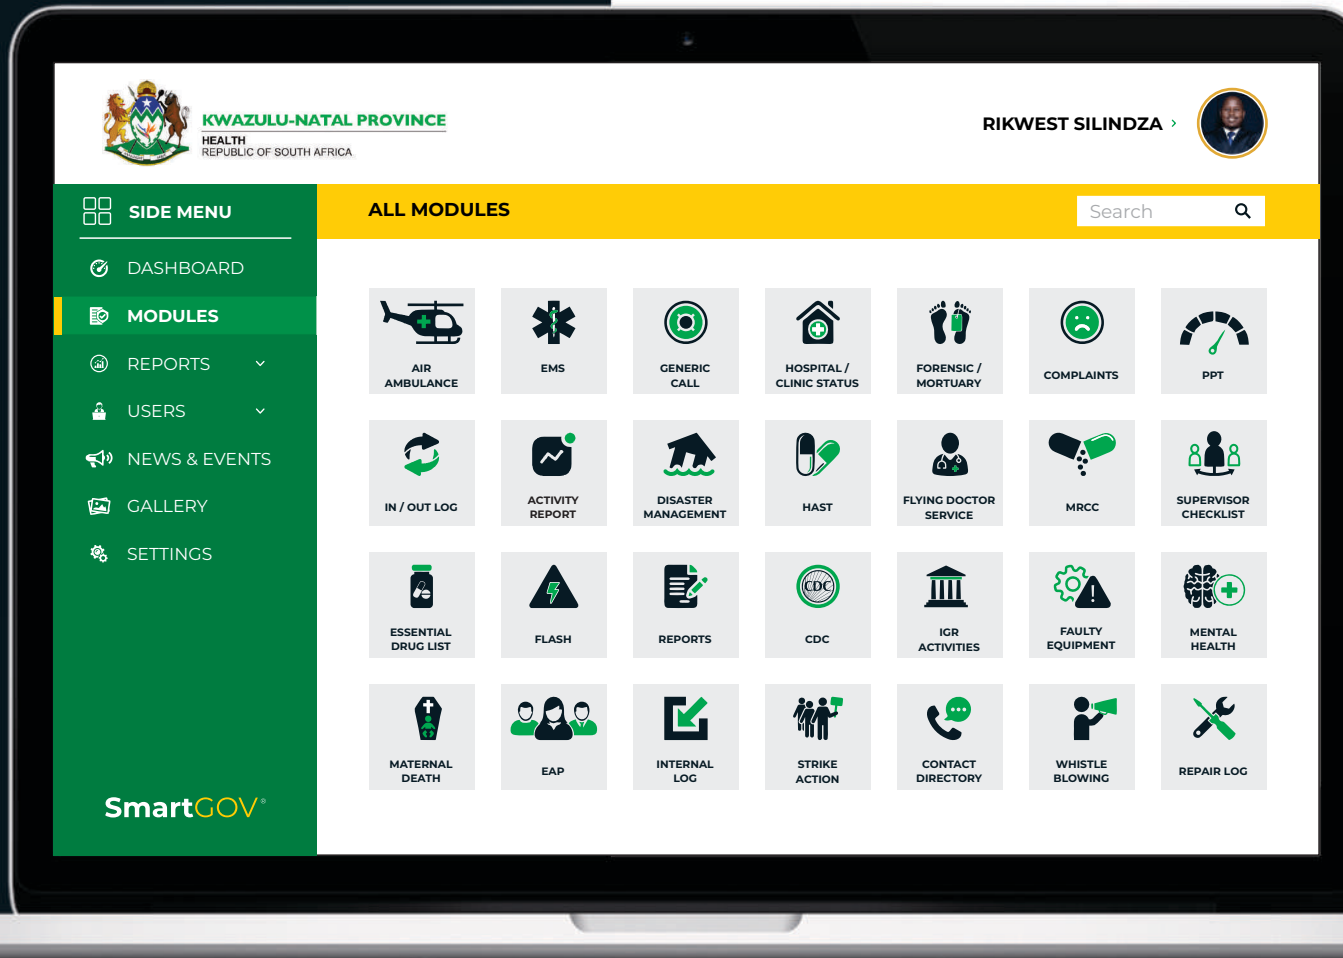 KWAZULU-NATAL PROVINCE
HEALTH
REPUBLIC OF SOUTH AFRICA
RIKWEST SILINDZA
SIDE MENU
DASHBOARD
MODULES
REPORTS
USERS
NEWS & EVENTS
GALLERY
SETTINGS
SmartGOV®
ALL MODULES
Search
AIR
AMBULANCE
EMS
GENERIC
CALL
HOSPITAL /
CLINIC STATUS
FORENSIC /
MORTUARY
COMPLAINTS
PPT
IN / OUT LOG
ACTIVITY
REPORT
DISASTER
MANAGEMENT
HAST
FLYING DOCTOR
SERVICE
MRCC
SUPERVISOR
CHECKLIST
ESSENTIAL
DRUG LIST
FLASH
REPORTS
CDC
CDC
IGR
ACTIVITIES
FAULTY
EQUIPMENT
MENTAL
HEALTH
MATERNAL
DEATH
EAP
INTERNAL
LOG
STRIKE
ACTION
CONTACT
DIRECTORY
WHISTLE
BLOWING
REPAIR LOG